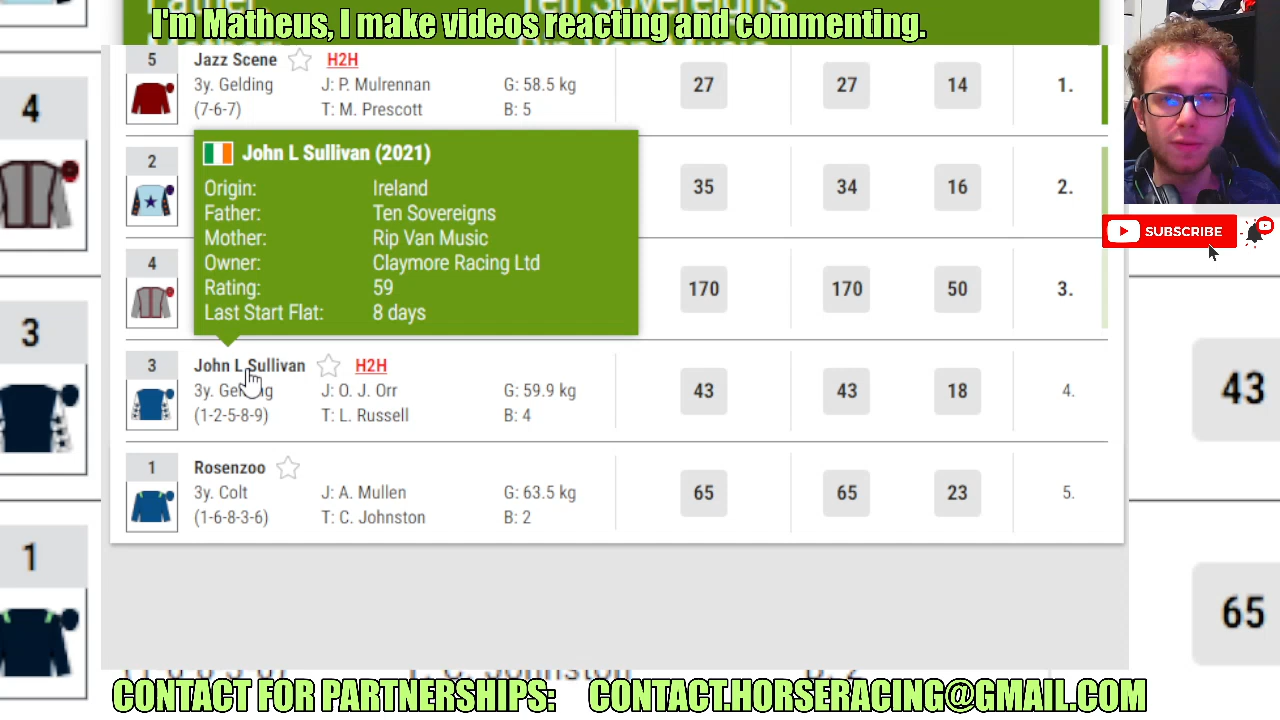 I'm Matheus, I make videos reacting and commenting.
5 Jazz Scene H2H 27 27 14 1.
3y. Gelding J: P. Mulrennan G: 58.5 kg
(7-6-7) T: M. Prescott B: 5
4
2 35 34 16 2.
John L Sullivan (2021)
Origin: Ireland
Father: Ten Sovereigns
Mother: Rip Van Music
Owner: Claymore Racing Ltd
Rating: 59
Last Start Flat: 8 days
SUBSCRIBE
4 170 170 50 3.
3
3 John L Sullivan H2H 43 43 18 4.
3y. Gelding J: O. J. Orr G: 59.9 kg
(1-2-5-8-9) T: L. Russell B: 4
43
1 Rosenzoo 65 65 23 5.
3y. Colt J: A. Mullen G: 63.5 kg
(1-6-8-3-6) T: C. Johnston B: 2
1
65
CONTACT FOR PARTNERSHIPS: CONTACT.HORSERACING@GMAIL.COM